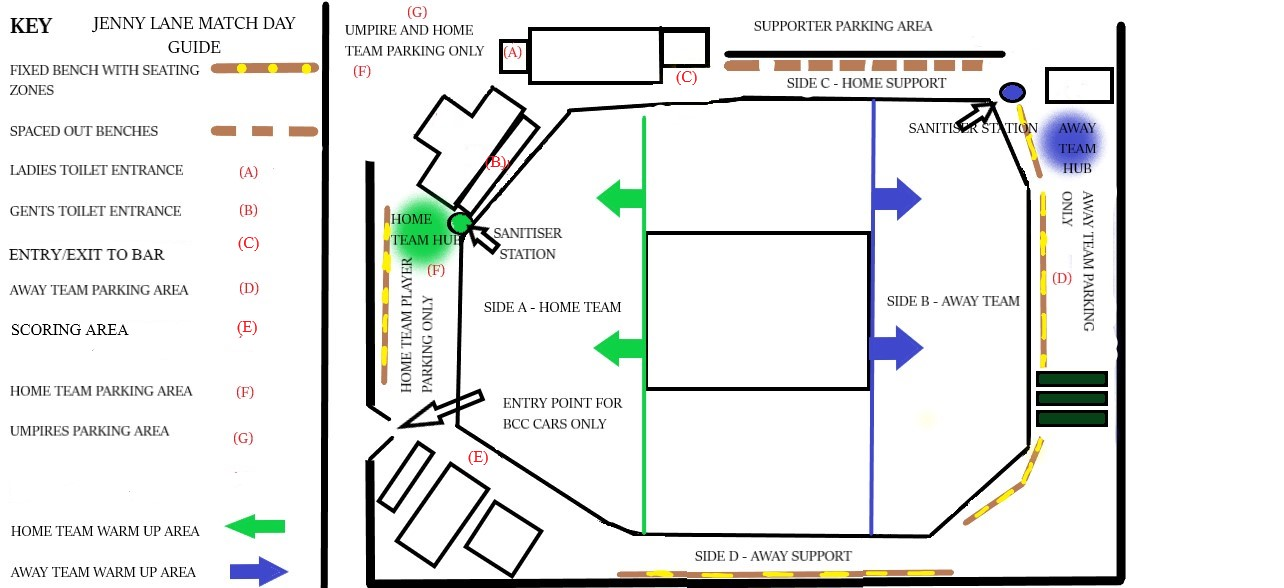 KEY
JENNY LANE MATCH DAY
GUIDE
FIXED BENCH WITH SEATING
ZONES
SPACED OUT BENCHES
LADIES TOILET ENTRANCE (A)
GENTS TOILET ENTRANCE (B)
ENTRY/EXIT TO BAR (C)
AWAY TEAM PARKING AREA (D)
SCORING AREA (E)
HOME TEAM PARKING AREA (F)
UMPIRES PARKING AREA (G)
HOME TEAM WARM UP AREA
AWAY TEAM WARM UP AREA
(G)
UMPIRE AND HOME
TEAM PARKING ONLY
(F)
(A)
(C)
SUPPORTER PARKING AREA
SIDE C - HOME SUPPORT
SANITISER STATION
AWAY
TEAM
HUB
(B)
HOME
TEAM HUB
SANITISER
STATION
(F)
HOME TEAM PLAYER
PARKING ONLY
SIDE A - HOME TEAM
SIDE B - AWAY TEAM
AWAY TEAM PARKING
ONLY
(D)
ENTRY POINT FOR
BCC CARS ONLY
(E)
SIDE D - AWAY SUPPORT